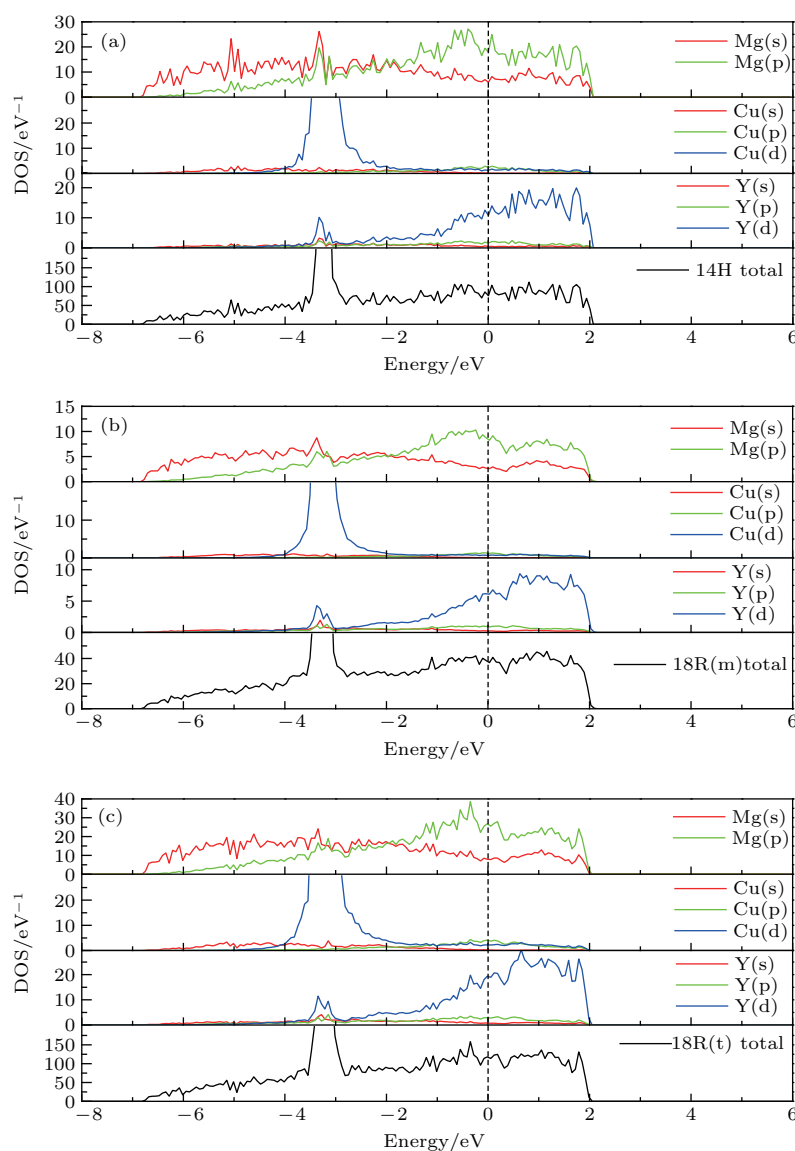 (a)
30
20
10
0
Mg(s)
Mg(p)
20
10
0
Cu(s)
Cu(p)
Cu(d)
20
10
0
Y(s)
Y(p)
Y(d)
150
100
50
0
14H total
DOS/eV−1
−8 −6 −4 −2 0 2 4 6
Energy/eV
(b)
15
10
5
0
Mg(s)
Mg(p)
10
0
Cu(s)
Cu(p)
Cu(d)
10
5
0
Y(s)
Y(p)
Y(d)
40
20
0
18R(m)total
DOS/eV−1
−8 −6 −4 −2 0 2 4 6
Energy/eV
(c)
40
30
20
10
0
Mg(s)
Mg(p)
20
10
0
Cu(s)
Cu(p)
Cu(d)
20
10
0
Y(s)
Y(p)
Y(d)
150
100
50
0
18R(t) total
DOS/eV−1
−8 −6 −4 −2 0 2 4 6
Energy/eV